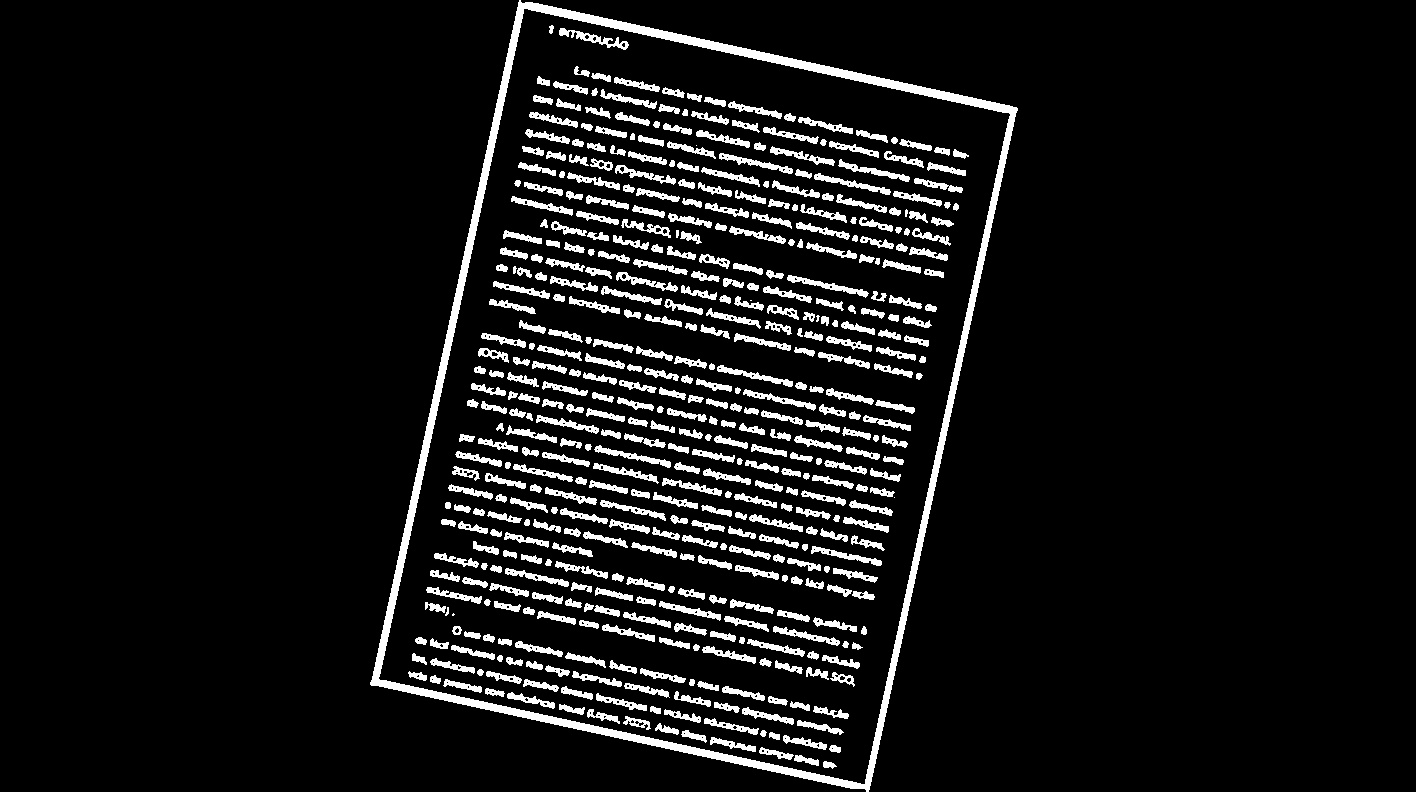 1 INTRODUÇÃO
Em uma sociedade cada vez mais dependente de informações visuais, o acesso aos tex-
tos escritos é fundamental para a inclusão social, educacional e econômica. Contudo, pessoas
com baixa visão, dislexia e outras dificuldades de aprendizagem frequentemente encontram
obstáculos no acesso à esses conteúdos, comprometendo seu desenvolvimento acadêmico e a
qualidade de vida. Em resposta a essa necessidade, a Resolução de Salamanca de 1994, apro-
vada pela UNESCO (Organização das Nações Unidas para a Educação, a Ciência e a Cultura),
reafirma a importância de promover uma educação inclusiva, defendendo a criação de políticas
e recursos que garantam acesso igualitário ao aprendizado e à informação para pessoas com
necessidades especiais (UNESCO, 1994).
A Organização Mundial da Saúde (OMS) estima que aproximadamente 2,2 bilhões de
pessoas em todo o mundo apresentam algum grau de deficiência visual, e, entre as dificul-
dades de aprendizagem, (Organização Mundial da Saúde (OMS), 2019) a dislexia afeta cerca
de 10% da população (International Dyslexia Association, 2024). Estas condições reforçam a
necessidade de tecnologias que auxiliem na leitura, promovendo uma experiência inclusiva e
autônoma.
Neste sentido, o presente trabalho propõe o desenvolvimento de um dispositivo assistivo
compacto e acessível, baseado em captura de imagem e reconhecimento óptico de caracteres
(OCR), que permite ao usuário capturar textos por meio de um comando simples (como o toque
de um botão), processar essa imagem e convertê-la em áudio. Este dispositivo oferece uma
solução prática para que pessoas com baixa visão e dislexia possam ouvir o conteúdo textual
de forma clara, possibilitando uma interação mais acessível e intuitiva com o ambiente ao redor.
A justificativa para o desenvolvimento desse dispositivo reside na crescente demanda
por soluções que combinem acessibilidade, portabilidade e eficiência no suporte a atividades
cotidianas e educacionais de pessoas com limitações visuais ou dificuldades de leitura (Lopes,
2022). Diferente de tecnologias convencionais, que exigem leitura contínua e processamento
constante de imagem, o dispositivo proposto busca otimizar o consumo de energia e simplificar
o uso ao realizar a leitura sob demanda, mantendo um formato compacto e de fácil integração
em óculos ou pequenos suportes.
Tendo em vista a importância de políticas e ações que garantam acesso igualitário à
educação e ao conhecimento para pessoas com necessidades especiais, estabelecendo a in-
clusão como princípio central das práticas educativas globais existe a necessidade de inclusão
educacional e social de pessoas com deficiências visuais e dificuldades de leitura (UNESCO,
1994) .
O uso de um dispositivo assistivo, busca responder a essa demanda com uma solução
de fácil manuseio e que não exige supervisão constante. Estudos sobre dispositivos semelhan-
tes, destacam o impacto positivo dessas tecnologias na inclusão educacional e na qualidade de
vida de pessoas com deficiência visual (Lopes, 2022). Além disso, pesquisas comparativas en-